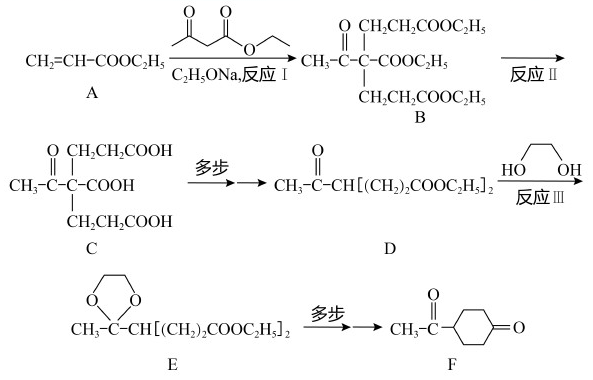 CH₂=CH—COOC₂H₅
A
O O
O
C₂H₅ONa,反应Ⅰ
CH₂CH₂COOC₂H₅
O
CH₃—C—C—COOC₂H₅
CH₂CH₂COOC₂H₅
B
反应Ⅱ
O CH₂CH₂COOH
CH₃—C—C—COOH
CH₂CH₂COOH
C
多步
O
CH₃—C—CH[(CH₂)₂COOC₂H₅]₂
D
HO OH
反应Ⅲ
O O
CH₃—C—CH[(CH₂)₂COOC₂H₅]₂
E
多步
O
CH₃—C
O
F